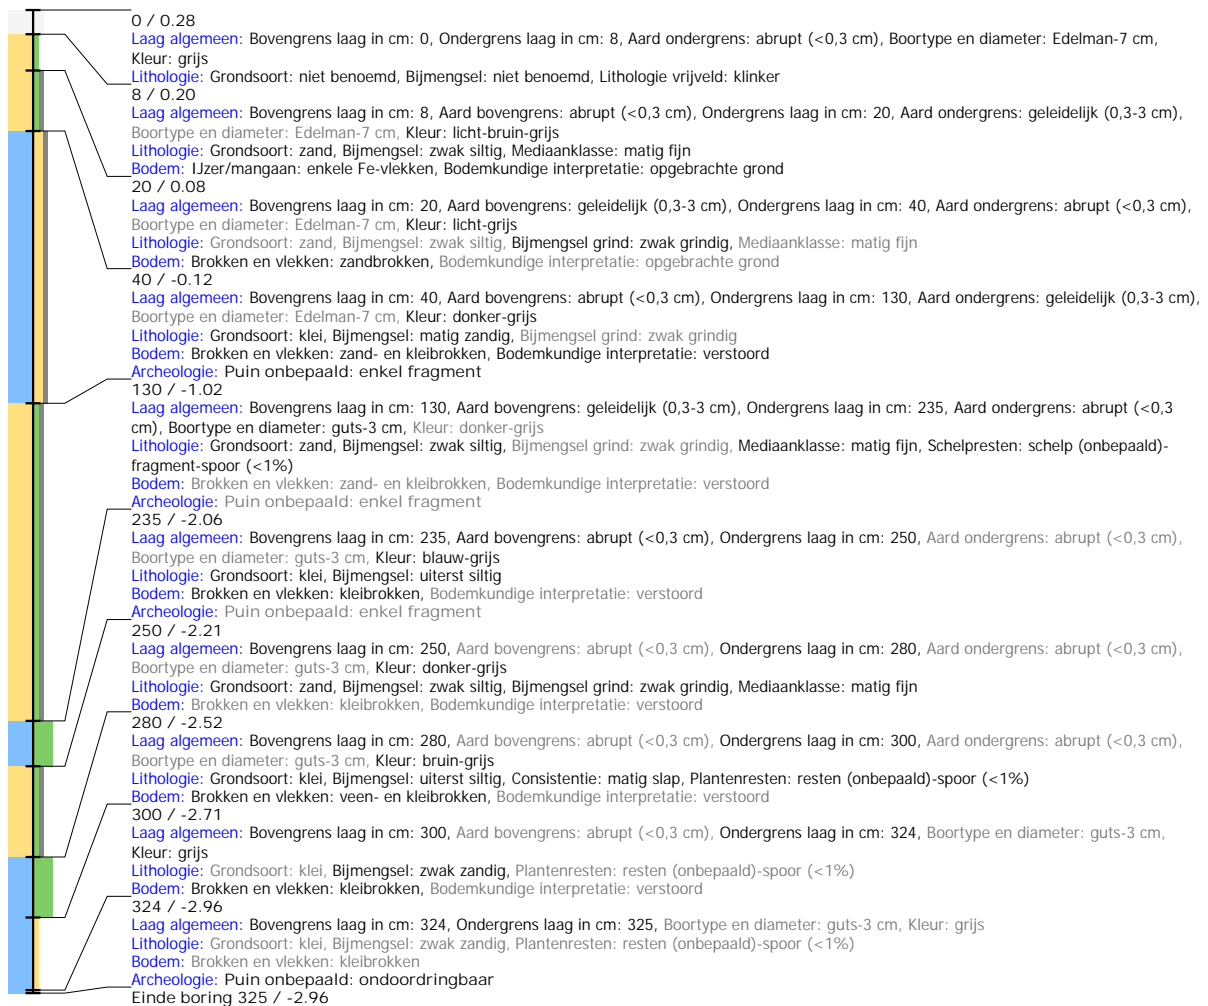 0 / 0.28
Laag algemeen: Bovengrens laag in cm: 0, Ondergrens laag in cm: 8, Aard ondergrens: abrupt (<0,3 cm), Boortype en diameter: Edelman-7 cm,
Kleur: grijs
Lithologie: Grondsoort: niet benoemd, Bijmengsel: niet benoemd, Lithologie vrijveld: klinker
8 / 0.20
Laag algemeen: Bovengrens laag in cm: 8, Aard bovengrens: abrupt (<0,3 cm), Ondergrens laag in cm: 20, Aard ondergrens: geleidelijk (0,3-3 cm),
Boortype en diameter: Edelman-7 cm, Kleur: licht-bruin-grijs
Lithologie: Grondsoort: zand, Bijmengsel: zwak siltig, Mediaanklasse: matig fijn
Bodem: IJzer/mangaan: enkele Fe-vlekken, Bodemkundige interpretatie: opgebrachte grond
20 / 0.08
Laag algemeen: Bovengrens laag in cm: 20, Aard bovengrens: geleidelijk (0,3-3 cm), Ondergrens laag in cm: 40, Aard ondergrens: abrupt (<0,3 cm),
Boortype en diameter: Edelman-7 cm, Kleur: licht-grijs
Lithologie: Grondsoort: zand, Bijmengsel: zwak siltig, Bijmengsel grind: zwak grindig, Mediaanklasse: matig fijn
Bodem: Brokken en vlekken: zandbrokken, Bodemkundige interpretatie: opgebrachte grond
40 / -0.12
Laag algemeen: Bovengrens laag in cm: 40, Aard bovengrens: abrupt (<0,3 cm), Ondergrens laag in cm: 130, Aard ondergrens: geleidelijk (0,3-3 cm),
Boortype en diameter: Edelman-7 cm, Kleur: donker-grijs
Lithologie: Grondsoort: klei, Bijmengsel: matig zandig, Bijmengsel grind: zwak grindig
Bodem: Brokken en vlekken: zand- en kleibrokken, Bodemkundige interpretatie: verstoord
Archeologie: Puin onbepaald: enkel fragment
130 / -1.02
Laag algemeen: Bovengrens laag in cm: 130, Aard bovengrens: geleidelijk (0,3-3 cm), Ondergrens laag in cm: 235, Aard ondergrens: abrupt (<0,3
cm), Boortype en diameter: guts-3 cm, Kleur: donker-grijs
Lithologie: Grondsoort: zand, Bijmengsel: zwak siltig, Bijmengsel grind: zwak grindig, Mediaanklasse: matig fijn, Schelpresten: schelp (onbepaald)-
fragment-spoor (<1%)
Bodem: Brokken en vlekken: zand- en kleibrokken, Bodemkundige interpretatie: verstoord
Archeologie: Puin onbepaald: enkel fragment
235 / -2.06
Laag algemeen: Bovengrens laag in cm: 235, Aard bovengrens: abrupt (<0,3 cm), Ondergrens laag in cm: 250, Aard ondergrens: abrupt (<0,3 cm),
Boortype en diameter: guts-3 cm, Kleur: blauw-grijs
Lithologie: Grondsoort: klei, Bijmengsel: uiterst siltig
Bodem: Brokken en vlekken: kleibrokken, Bodemkundige interpretatie: verstoord
Archeologie: Puin onbepaald: enkel fragment
250 / -2.21
Laag algemeen: Bovengrens laag in cm: 250, Aard bovengrens: abrupt (<0,3 cm), Ondergrens laag in cm: 280, Aard ondergrens: abrupt (<0,3 cm),
Boortype en diameter: guts-3 cm, Kleur: donker-grijs
Lithologie: Grondsoort: zand, Bijmengsel: zwak siltig, Bijmengsel grind: zwak grindig, Mediaanklasse: matig fijn
Bodem: Brokken en vlekken: kleibrokken, Bodemkundige interpretatie: verstoord
280 / -2.52
Laag algemeen: Bovengrens laag in cm: 280, Aard bovengrens: abrupt (<0,3 cm), Ondergrens laag in cm: 300, Aard ondergrens: abrupt (<0,3 cm),
Boortype en diameter: guts-3 cm, Kleur: bruin-grijs
Lithologie: Grondsoort: klei, Bijmengsel: uiterst siltig, Consistentie: matig slap, Plantenresten: resten (onbepaald)-spoor (<1%)
Bodem: Brokken en vlekken: veen- en kleibrokken, Bodemkundige interpretatie: verstoord
300 / -2.71
Laag algemeen: Bovengrens laag in cm: 300, Aard bovengrens: abrupt (<0,3 cm), Ondergrens laag in cm: 324, Boortype en diameter: guts-3 cm,
Kleur: grijs
Lithologie: Grondsoort: klei, Bijmengsel: zwak zandig, Plantenresten: resten (onbepaald)-spoor (<1%)
Bodem: Brokken en vlekken: kleibrokken, Bodemkundige interpretatie: verstoord
324 / -2.96
Laag algemeen: Bovengrens laag in cm: 324, Ondergrens laag in cm: 325, Boortype en diameter: guts-3 cm, Kleur: grijs
Lithologie: Grondsoort: klei, Bijmengsel: zwak zandig, Plantenresten: resten (onbepaald)-spoor (<1%)
Bodem: Brokken en vlekken: kleibrokken
Archeologie: Puin onbepaald: ondoordringbaar
Einde boring 325 / -2.96